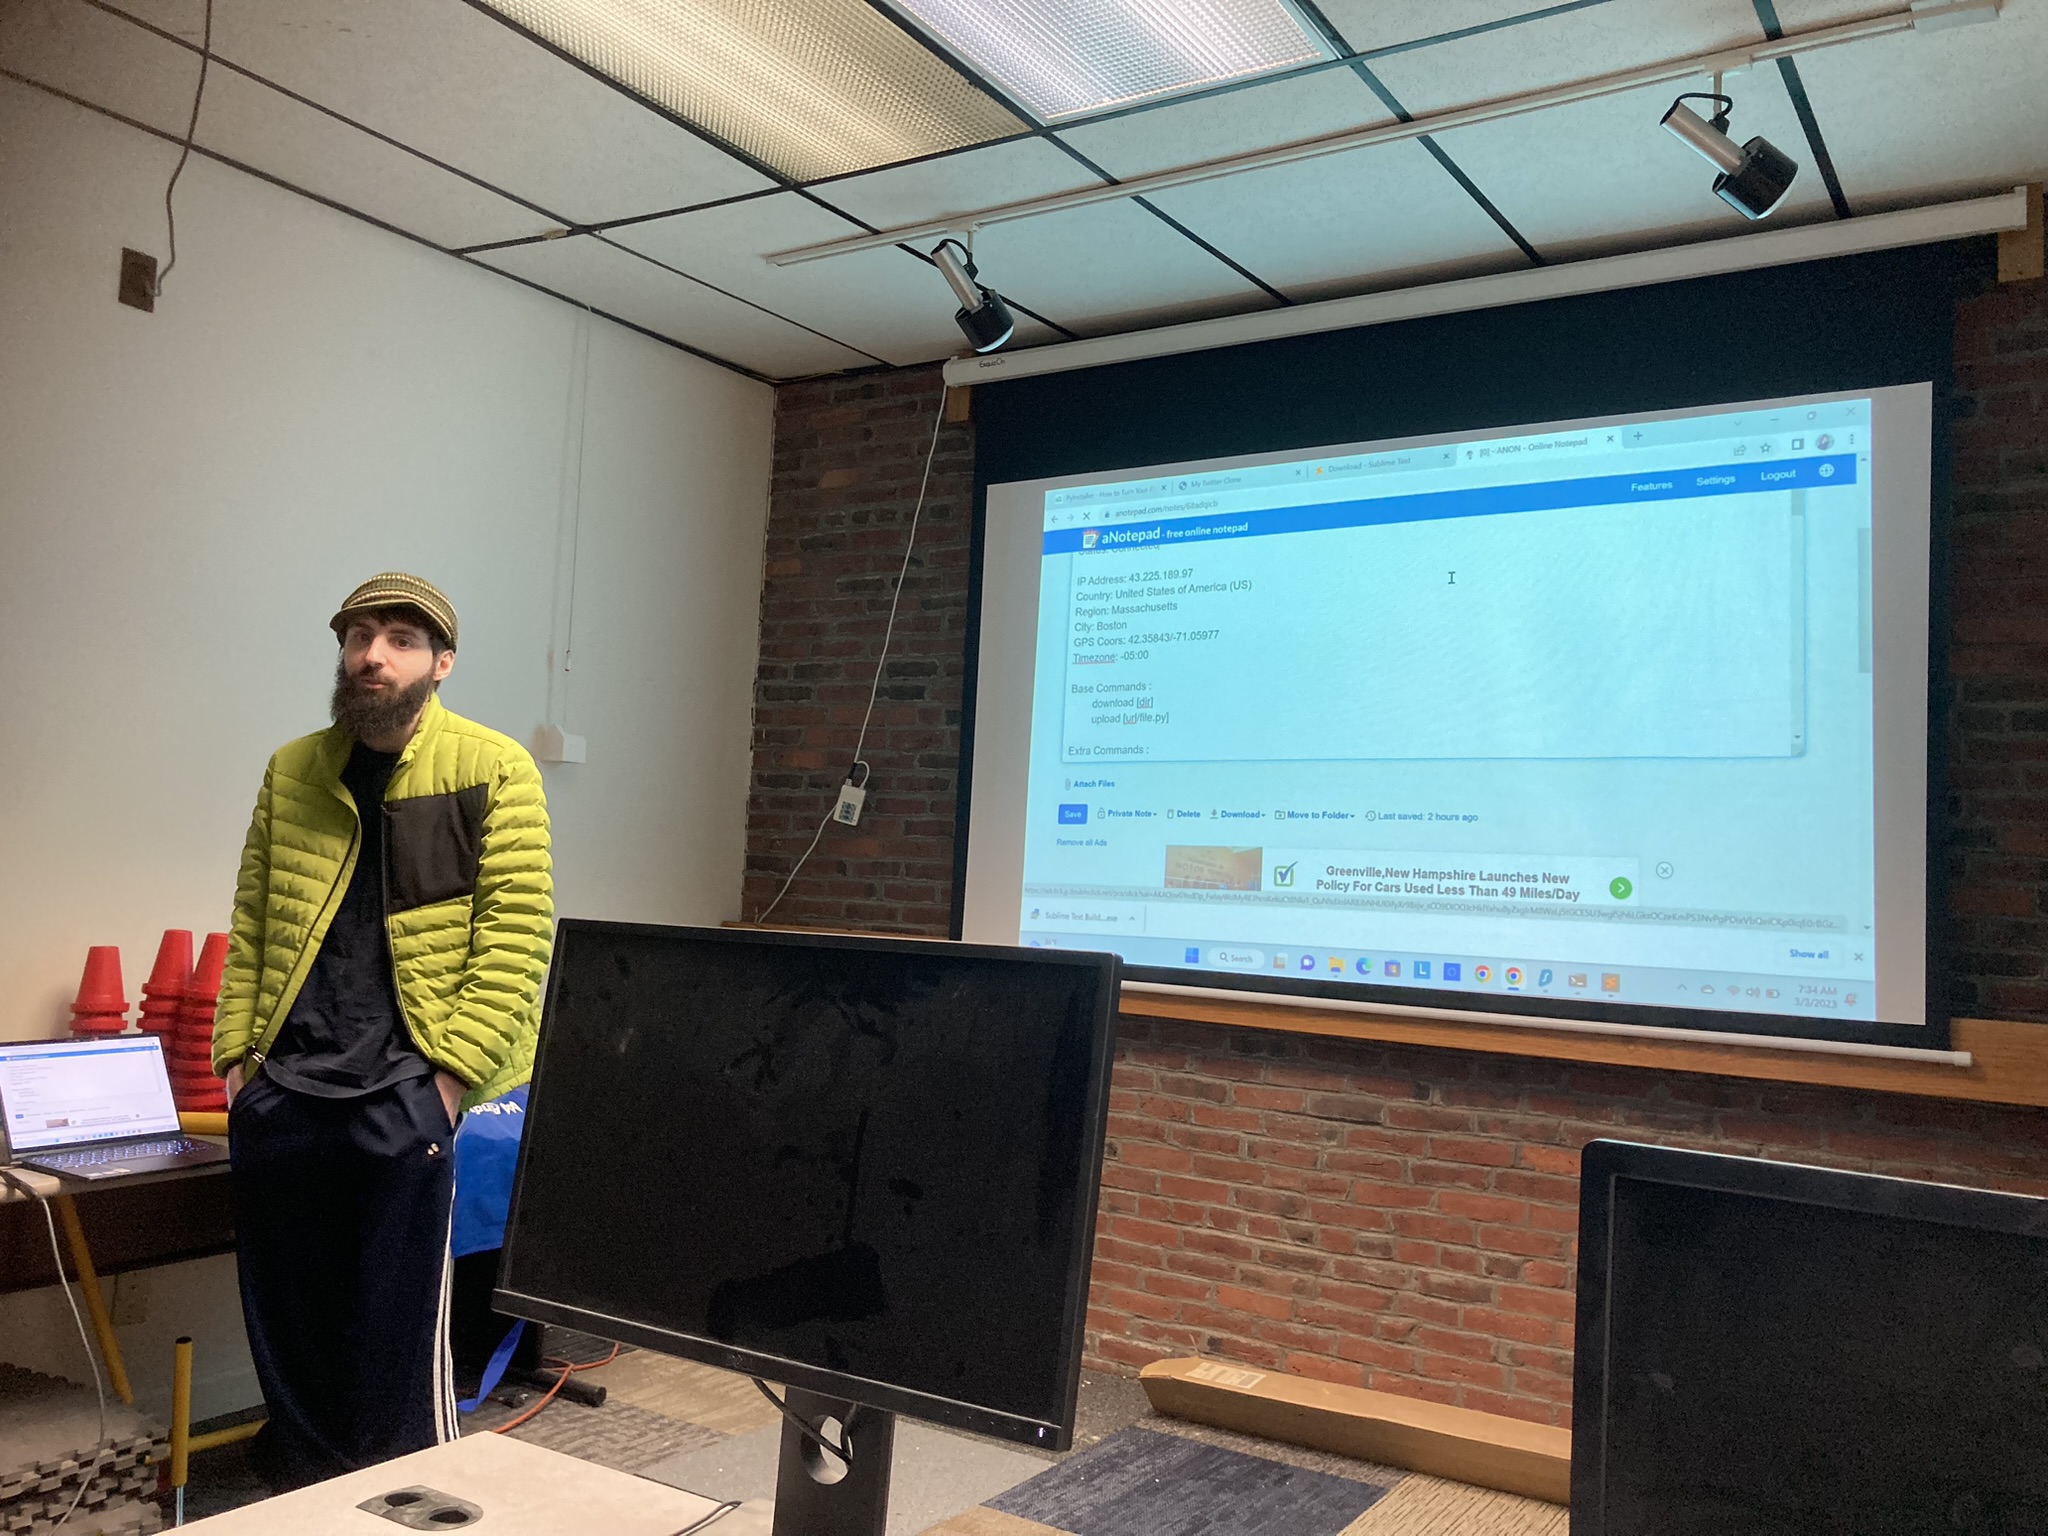 [0] - ANON - Online Notepad
Download - Sublime Text
My Twitter Clone
PyInstaller - How to Turn Your
anotepad.com/notes/
Features Settings Logout
aNotepad - free online notepad
Status: Connected
IP Address: 43.225.189.97
Country: United States of America (US)
Region: Massachusetts
City: Boston
GPS Coors: 42.35843/-71.05977
Timezone: -05:00
Base Commands :
download [dir]
upload [url/file.py]
Extra Commands :
Attach Files
Save Private Note Delete Download Move to Folder Last saved: 2 hours ago
Remove all Ads
Greenville,New Hampshire Launches New
Policy For Cars Used Less Than 49 Miles/Day
Sublime Text Build....exe
Show all
Search
7:34 AM
3/3/2023